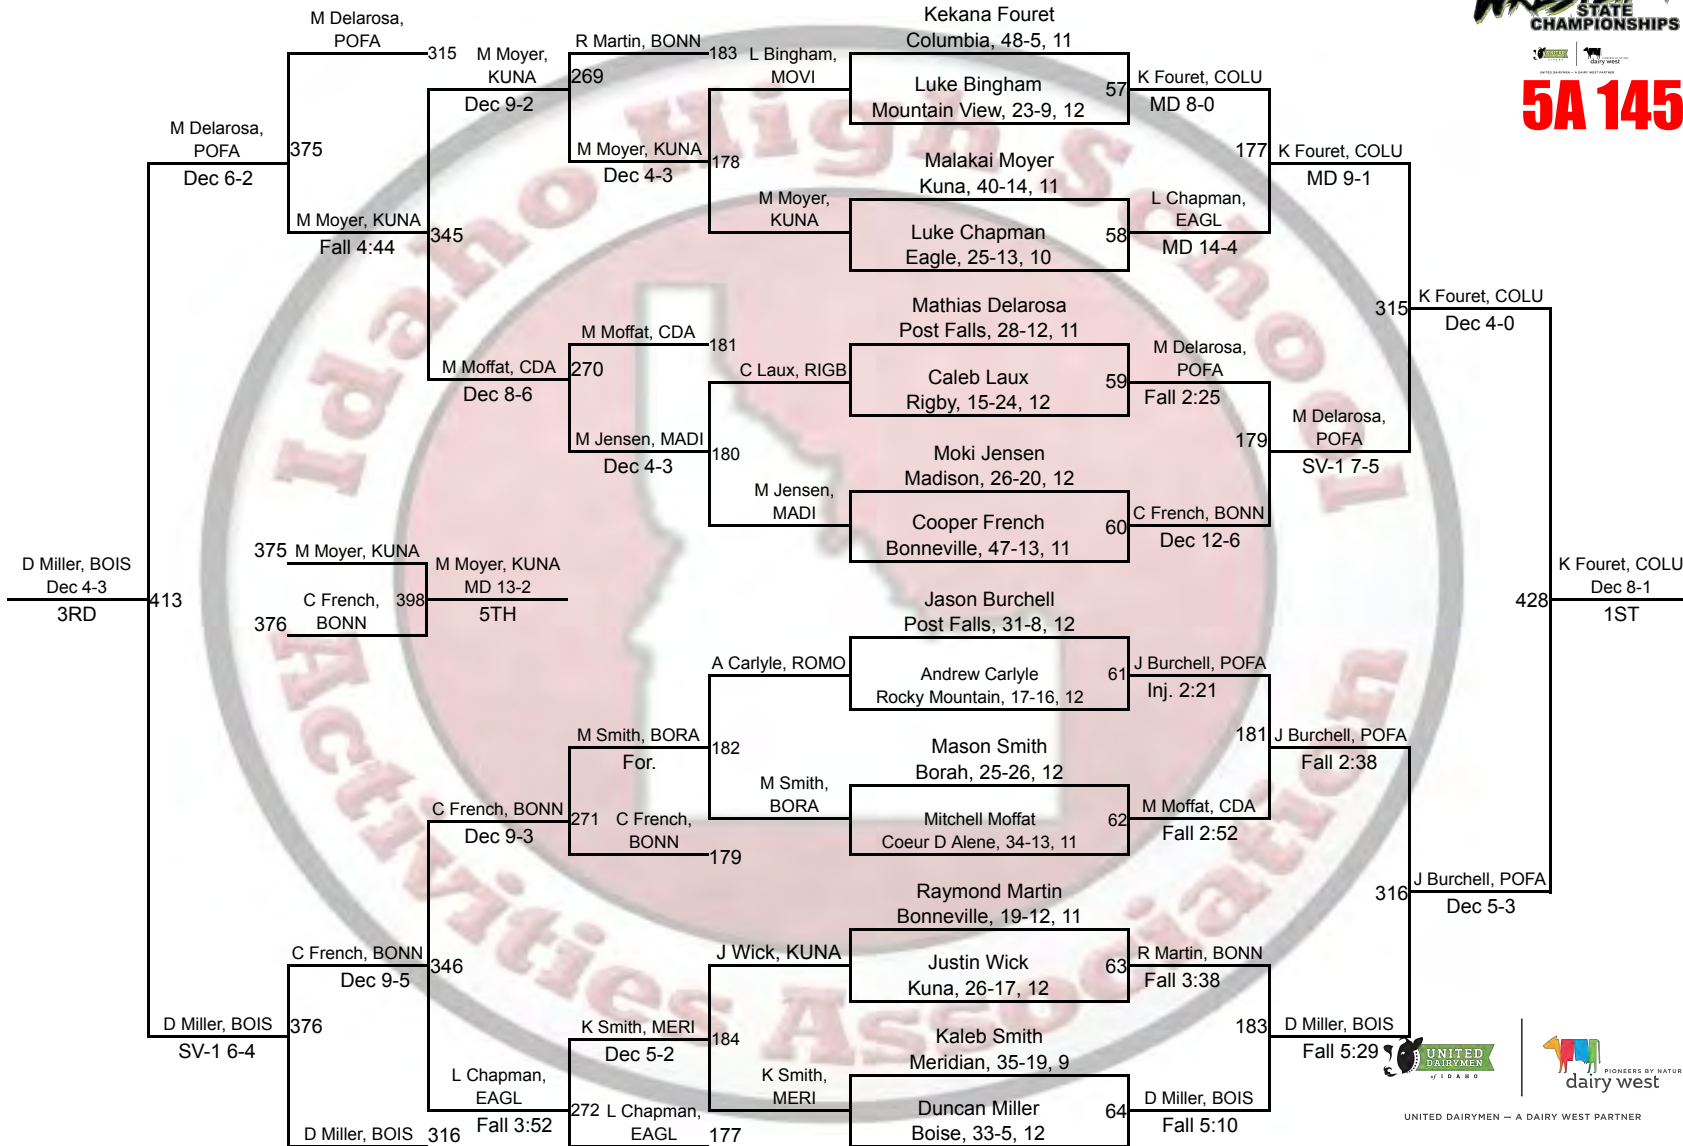 STATE
CHAMPIONSHIPS
dairy west
UNITED DAIRYMEN — A DAIRY WEST PARTNER
5A 145
Idaho High School
Activities Association
M Delarosa,
POFA
315
M Moyer,
KUNA
Dec 9-2
R Martin, BONN
183
269
L Bingham,
MOVI
Kekana Fouret
Columbia, 48-5, 11
Luke Bingham
Mountain View, 23-9, 12
57
K Fouret, COLU
MD 8-0
M Delarosa,
POFA
Dec 6-2
375
M Moyer, KUNA
Dec 4-3
178
Malakai Moyer
Kuna, 40-14, 11
177
K Fouret, COLU
MD 9-1
M Moyer, KUNA
Fall 4:44
345
M Moyer,
KUNA
Luke Chapman
Eagle, 25-13, 10
58
L Chapman,
EAGL
MD 14-4
Mathias Delarosa
Post Falls, 28-12, 11
315
K Fouret, COLU
Dec 4-0
M Moffat, CDA
181
M Moffat, CDA
Dec 8-6
270
C Laux, RIGB
Caleb Laux
Rigby, 15-24, 12
59
M Delarosa,
POFA
Fall 2:25
M Jensen, MADI
Dec 4-3
180
Moki Jensen
Madison, 26-20, 12
179
M Delarosa,
POFA
SV-1 7-5
M Jensen,
MADI
Cooper French
Bonneville, 47-13, 11
60
C French, BONN
Dec 12-6
375
M Moyer, KUNA
D Miller, BOIS
Dec 4-3
3RD
413
C French,
BONN
376
398
M Moyer, KUNA
MD 13-2
5TH
428
K Fouret, COLU
Dec 8-1
1ST
Jason Burchell
Post Falls, 31-8, 12
A Carlyle, ROMO
Andrew Carlyle
Rocky Mountain, 17-16, 12
61
J Burchell, POFA
Inj. 2:21
M Smith, BORA
For.
182
Mason Smith
Borah, 25-26, 12
181
J Burchell, POFA
Fall 2:38
M Smith,
BORA
Mitchell Moffat
Coeur D Alene, 34-13, 11
62
M Moffat, CDA
Fall 2:52
C French, BONN
Dec 9-3
271
C French,
BONN
179
Raymond Martin
Bonneville, 19-12, 11
316
J Burchell, POFA
Dec 5-3
C French, BONN
Dec 9-5
346
J Wick, KUNA
Justin Wick
Kuna, 26-17, 12
63
R Martin, BONN
Fall 3:38
D Miller, BOIS
SV-1 6-4
376
K Smith, MERI
Dec 5-2
184
Kaleb Smith
Meridian, 35-19, 9
183
D Miller, BOIS
Fall 5:29
L Chapman,
EAGL
Fall 3:52
272
L Chapman,
EAGL
177
K Smith,
MERI
Duncan Miller
Boise, 33-5, 12
64
D Miller, BOIS
Fall 5:10
D Miller, BOIS
316
UNITED
DAIRYMEN
of IDAHO
PIONEERS BY NATUR
dairy west
UNITED DAIRYMEN — A DAIRY WEST PARTNER